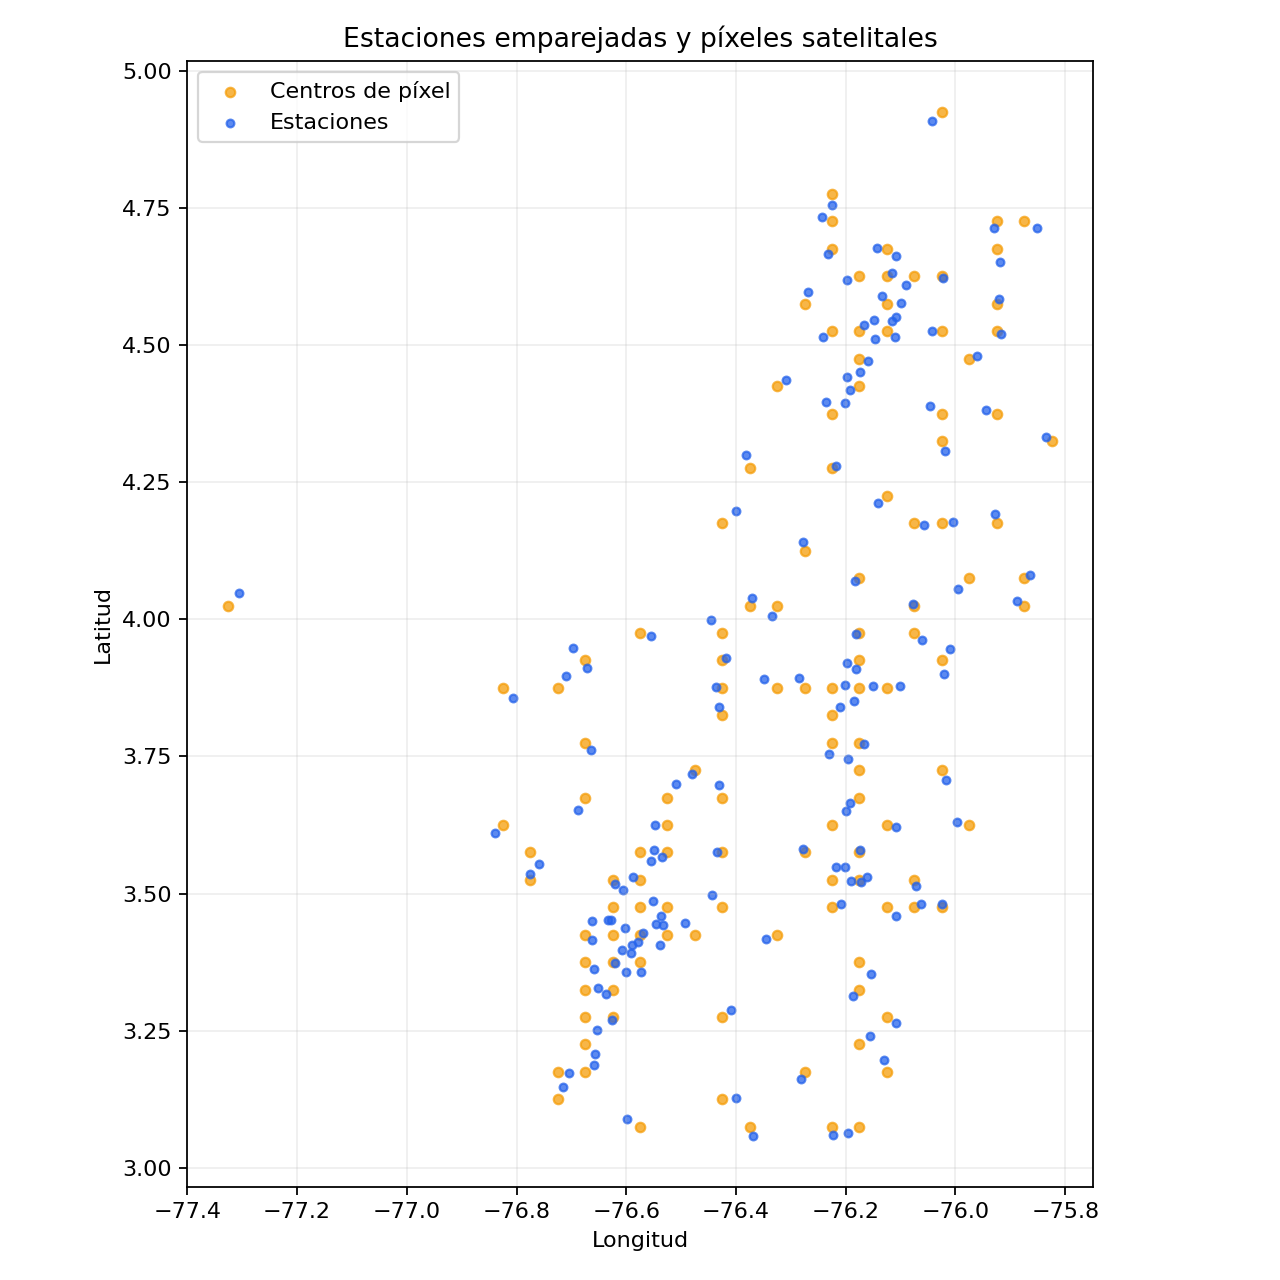 Estaciones emparejadas y píxeles satelitales
Centros de píxel
Estaciones
5.00
4.75
4.50
4.25
4.00
3.75
3.50
3.25
3.00
Latitud
−77.4 −77.2 −77.0 −76.8 −76.6 −76.4 −76.2 −76.0 −75.8
Longitud